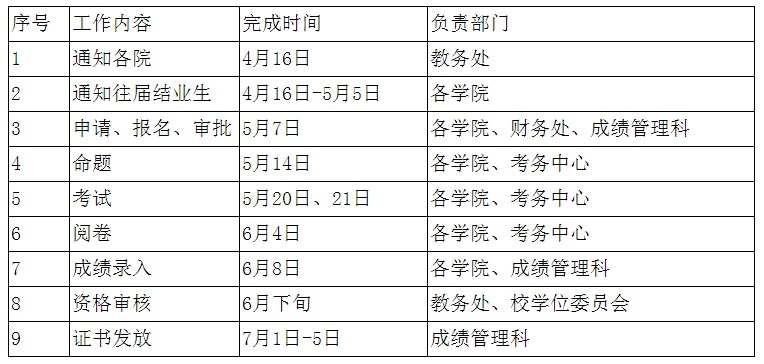 序号 工作内容 完成时间 负责部门
1 通知各院 4月16日 教务处
2 通知往届结业生 4月16日-5月5日 各学院
3 申请、报名、审批 5月7日 各学院、财务处、成绩管理科
4 命题 5月14日 各学院、考务中心
5 考试 5月20日、21日 各学院、考务中心
6 阅卷 6月4日 各学院、考务中心
7 成绩录入 6月8日 各学院、成绩管理科
8 资格审核 6月下旬 教务处、校学位委员会
9 证书发放 7月1日-5日 成绩管理科